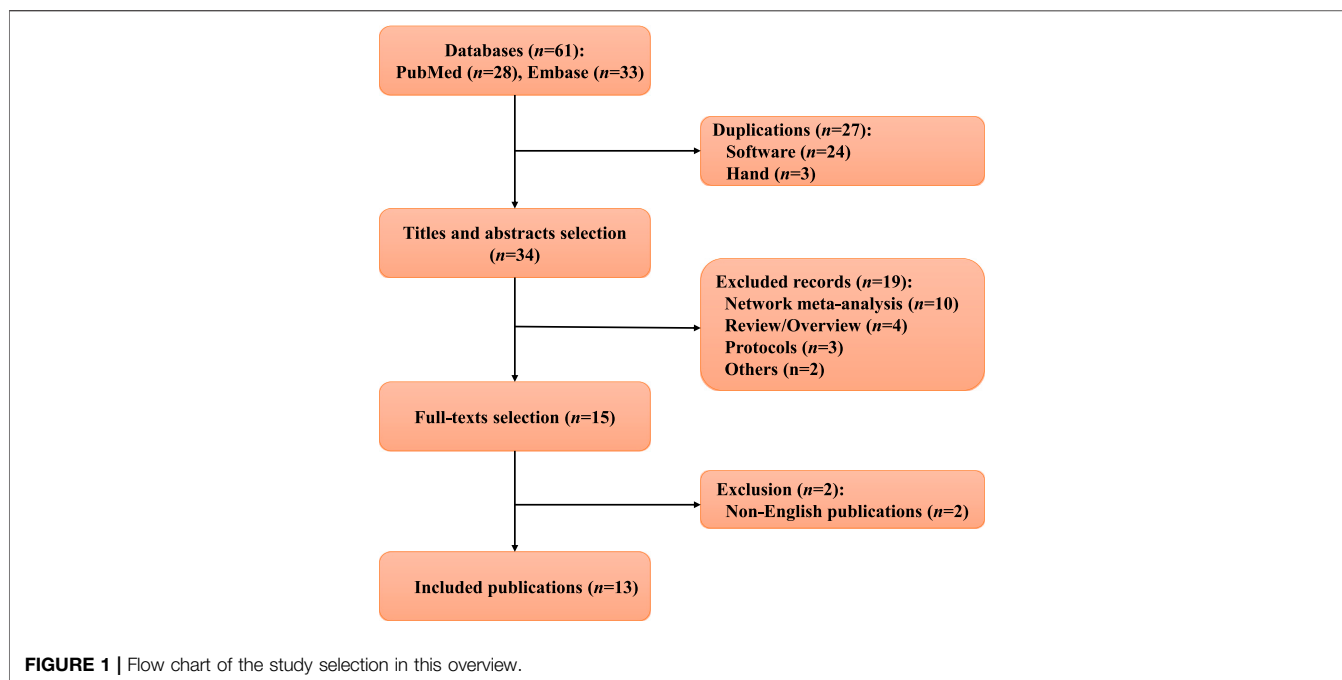 Databases (n=61):
PubMed (n=28), Embase (n=33)
Duplications (n=27):
Software (n=24)
Hand (n=3)
Titles and abstracts selection
(n=34)
Excluded records (n=19):
Network meta-analysis (n=10)
Review/Overview (n=4)
Protocols (n=3)
Others (n=2)
Full-texts selection (n=15)
Exclusion (n=2):
Non-English publications (n=2)
Included publications (n=13)
FIGURE 1 | Flow chart of the study selection in this overview.